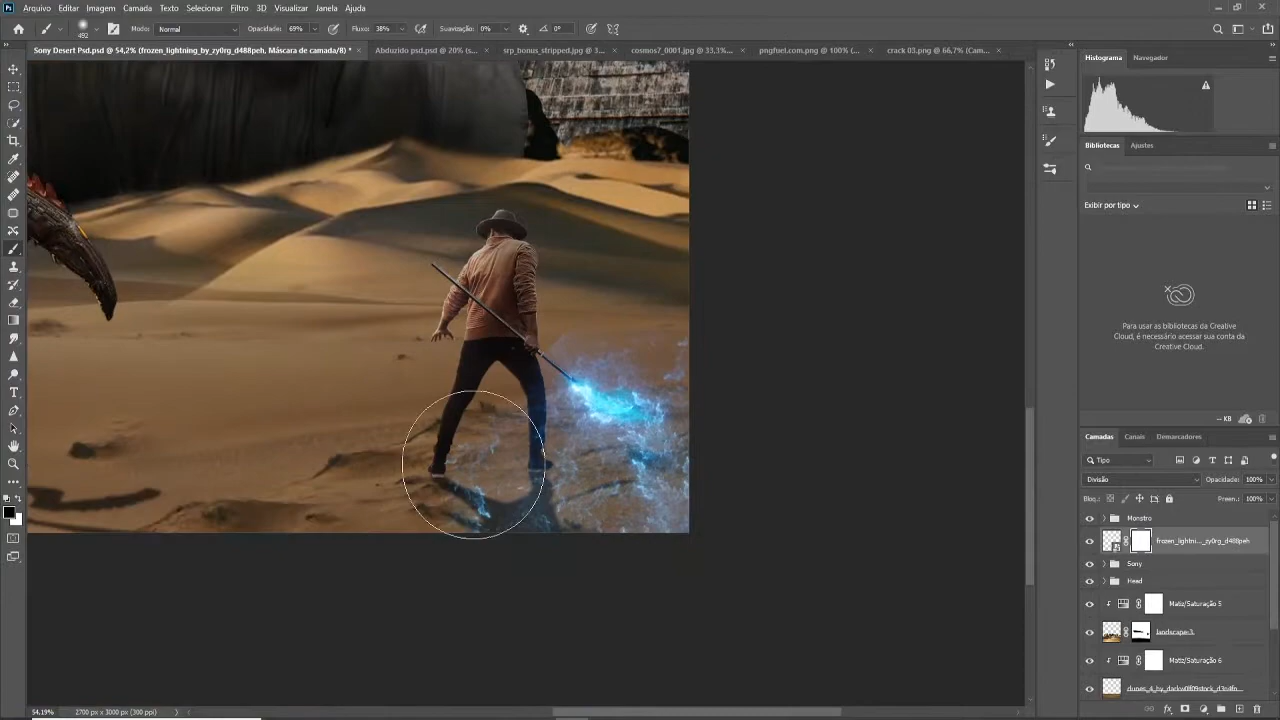 Arquivo Editar Imagem Camada Texto Selecionar Filtro 3D Visualizar Janela Ajuda
492 Modo: Normal Opacidade: 69% Fluxo: 38% Suavização: 0% 0°
Sony Desert Psd.psd @ 54,2% (frozen_lightning_by_zy0rg_d488peh, Máscara de camada/8) * Abduzido psd.psd @ 20% (s... srp_bonus_stripped.jpg @ 3... cosmos7_0001.jpg @ 33,3%... pngfuel.com.png @ 100% (... crack 03.png @ 66,7% (Cam...
Histograma Navegador
Bibliotecas Ajustes
Exibir por tipo
Para usar as bibliotecas da Creative
Cloud, é necessário acessar sua conta da
Creative Cloud.
-- KB
Camadas Canais Demarcadores
Tipo
Divisão Opacidade: 100%
Bloq.: Preen.: 100%
Monstro
frozen_lightni..._zy0rg_d488peh
Sony
Head
Matiz/Saturação 5
landscape3.
Matiz/Saturação 6
54,19% 2700 px x 3000 px (300 ppi)